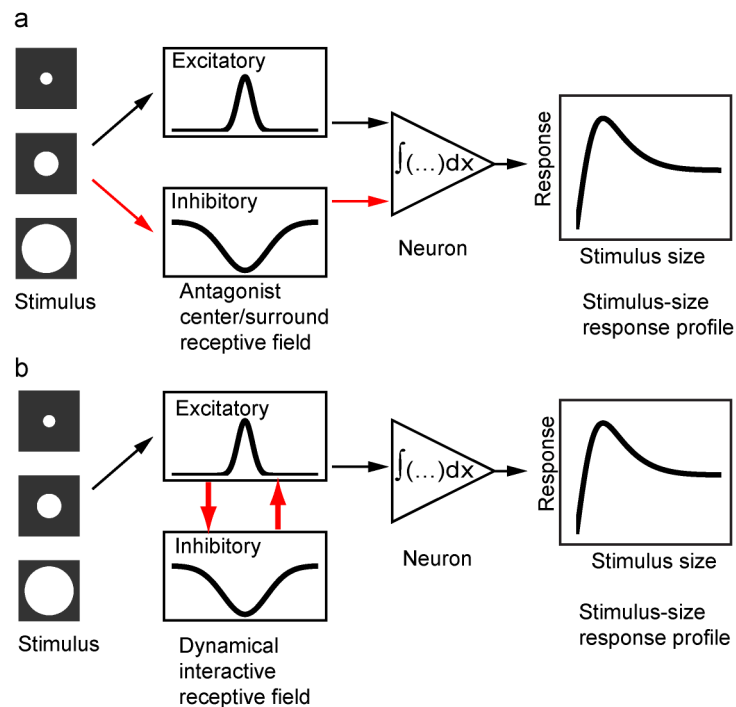 a
Excitatory
Inhibitory
Stimulus
Antagonist
center/surround
receptive field
∫(...)dx
Neuron
Response
Stimulus size
Stimulus-size
response profile
b
Excitatory
Inhibitory
Stimulus
Dynamical
interactive
receptive field
∫(...)dx
Neuron
Response
Stimulus size
Stimulus-size
response profile